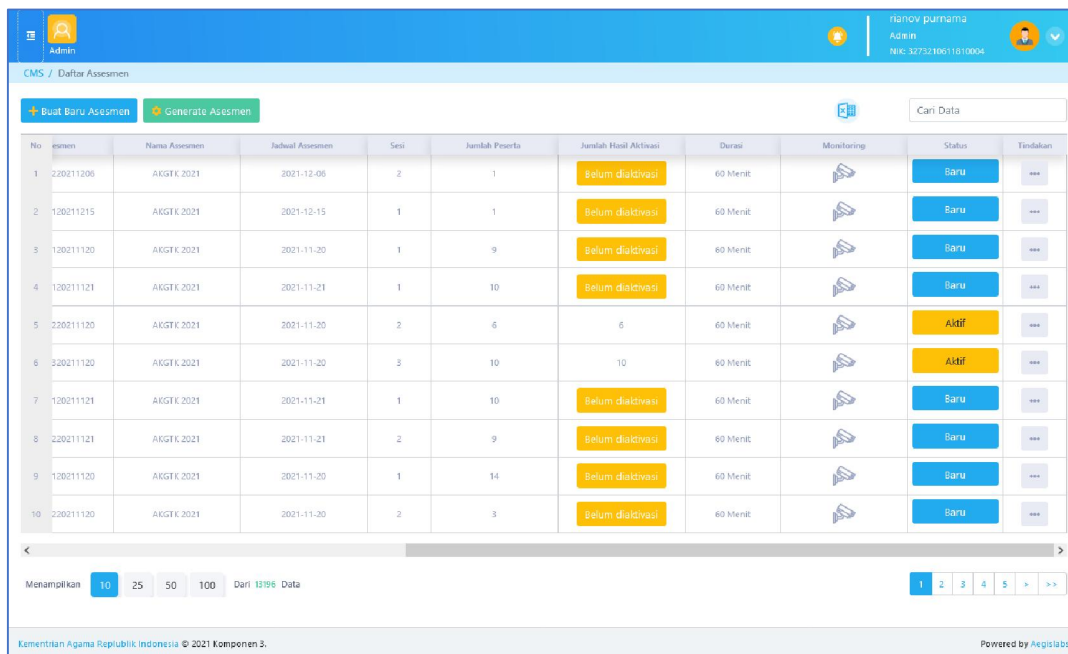 rianov purnama
Admin
Admin
NIK: 3273210611810004
CMS / Daftar Assesmen
+ Buat Baru Asesmen Generate Asesmen Cari Data
No esmen Nama Assesmen Jadwal Assesmen Sesi Jumlah Peserta Jumlah Hasil Aktivasi Durasi Monitoring Status Tindakan
1 220211206 AKGTK 2021 2021-12-06 2 1 Belum diaktivasi 60 Menit Baru ...
2 120211215 AKGTK 2021 2021-12-15 1 1 Belum diaktivasi 60 Menit Baru ...
3 120211120 AKGTK 2021 2021-11-20 1 9 Belum diaktivasi 60 Menit Baru ...
4 120211121 AKGTK 2021 2021-11-21 1 10 Belum diaktivasi 60 Menit Baru ...
5 220211120 AKGTK 2021 2021-11-20 2 6 6 60 Menit Aktif ...
6 320211120 AKGTK 2021 2021-11-20 3 10 10 60 Menit Aktif ...
7 120211121 AKGTK 2021 2021-11-21 1 10 Belum diaktivasi 60 Menit Baru ...
8 220211121 AKGTK 2021 2021-11-21 2 9 Belum diaktivasi 60 Menit Baru ...
9 120211120 AKGTK 2021 2021-11-20 1 14 Belum diaktivasi 60 Menit Baru ...
10 220211120 AKGTK 2021 2021-11-20 2 3 Belum diaktivasi 60 Menit Baru ...
Menampilkan 10 25 50 100 Dari 13196 Data 1 2 3 4 5 > >>
Kementrian Agama Replublik Indonesia © 2021 Komponen 3. Powered by Aegislabs